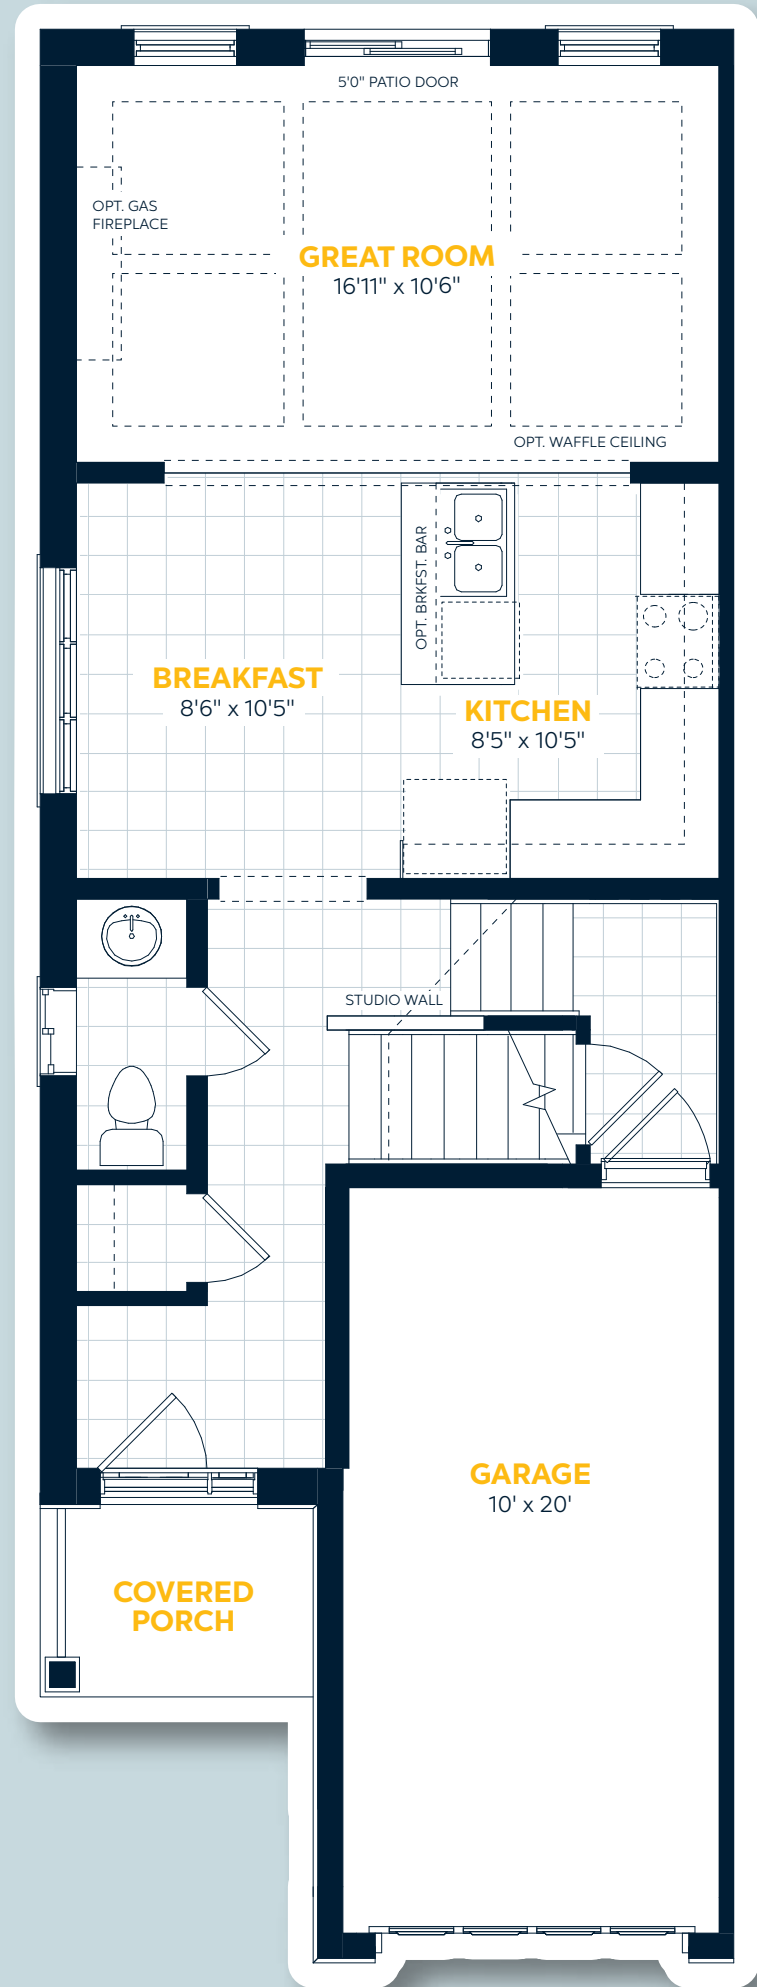 5'0" PATIO DOOR
OPT. GAS
FIREPLACE
GREAT ROOM
16'11" x 10'6"
OPT. WAFFLE CEILING
OPT. BRKFST. BAR
BREAKFAST
8'6" x 10'5"
KITCHEN
8'5" x 10'5"
STUDIO WALL
GARAGE
10' x 20'
COVERED
PORCH